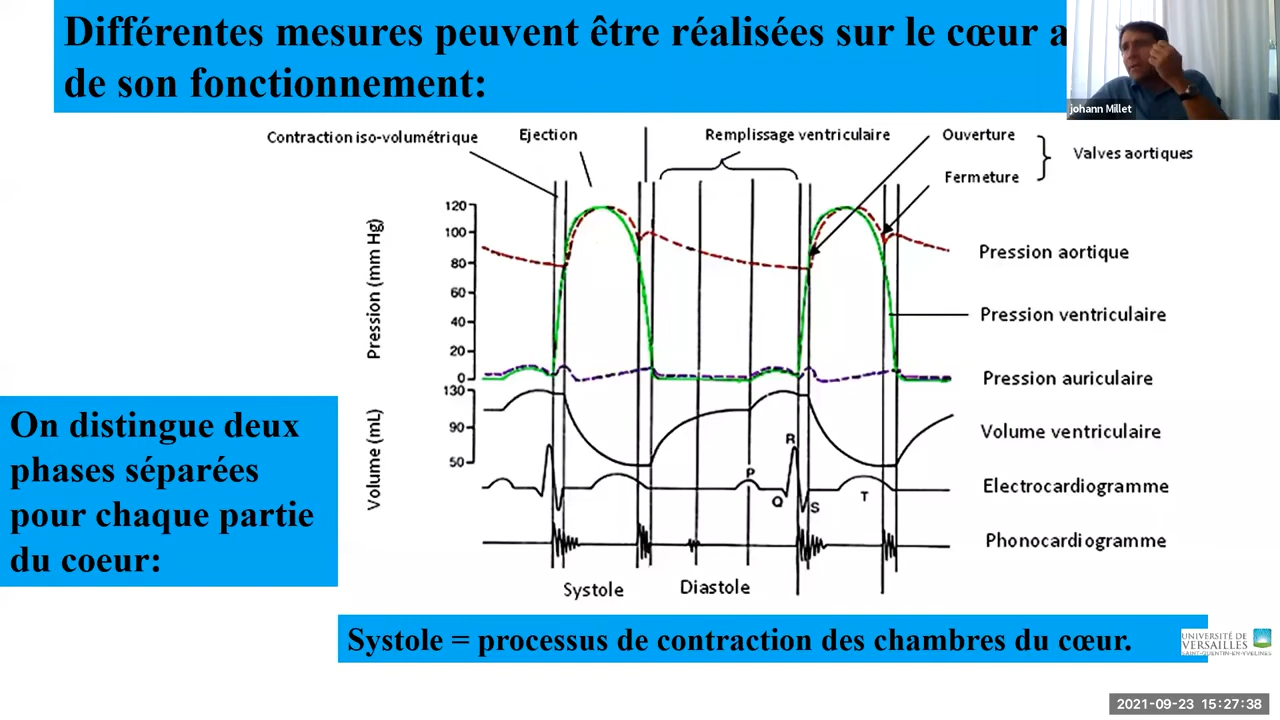 Différentes mesures peuvent être réalisées sur le cœur a
de son fonctionnement:
johann Millet
Contraction iso-volumétrique
Ejection
Remplissage ventriculaire
Ouverture
Fermeture
Valves aortiques
Pression (mm Hg)
120
100
80
60
40
20
0
Pression aortique
Pression ventriculaire
Pression auriculaire
Volume (mL)
130
90
50
Volume ventriculaire
R
P
Q
S
T
Electrocardiogramme
Phonocardiogramme
Systole
Diastole
On distingue deux
phases séparées
pour chaque partie
du coeur:
Systole = processus de contraction des chambres du cœur.
UNIVERSITÉ DE
VERSAILLES
SAINT-QUENTIN-EN-YVELINES
2021-09-23 15:27:38